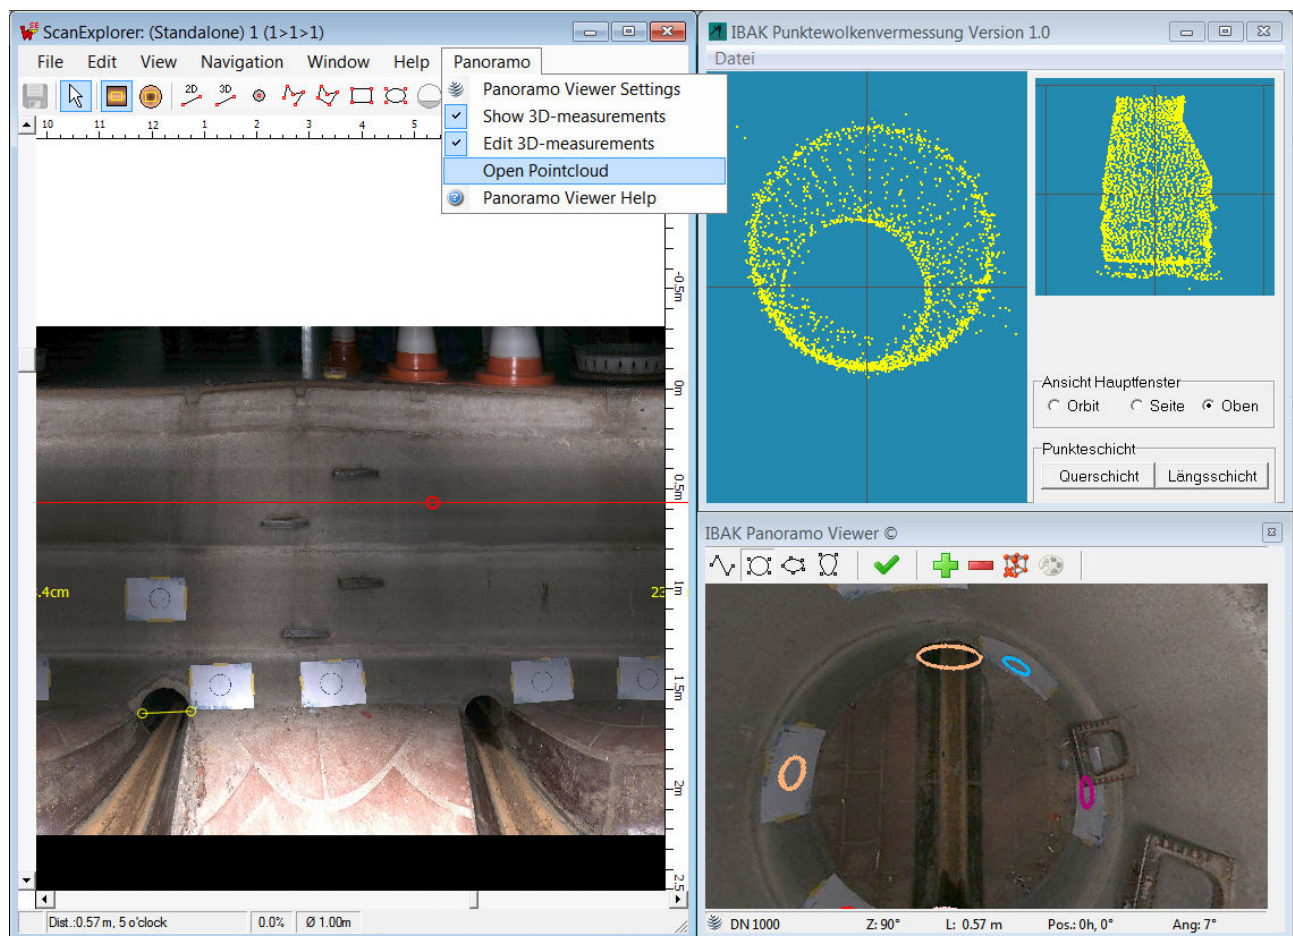 ScanExplorer: (Standalone) 1 (1>1>1)
File Edit View Navigation Window Help Panoramo
Panoramo Viewer Settings
Show 3D-measurements
Edit 3D-measurements
Open Pointcloud
Panoramo Viewer Help
2D 3D
10 11 12 1 2 3 4 5
-0.5m
0m
0.5m
1m
1.5m
2m
2.5
.4cm
23
Dist.:0.57 m, 5 o'clock 0.0% Ø 1.00m
IBAK Punktewolkenvermessung Version 1.0
Datei
Ansicht Hauptfenster
Orbit Seite Oben
Punkteschicht
Querschicht Längsschicht
IBAK Panoramo Viewer ©
DN 1000 Z: 90° L: 0.57 m Pos.: 0h, 0° Ang: 7°